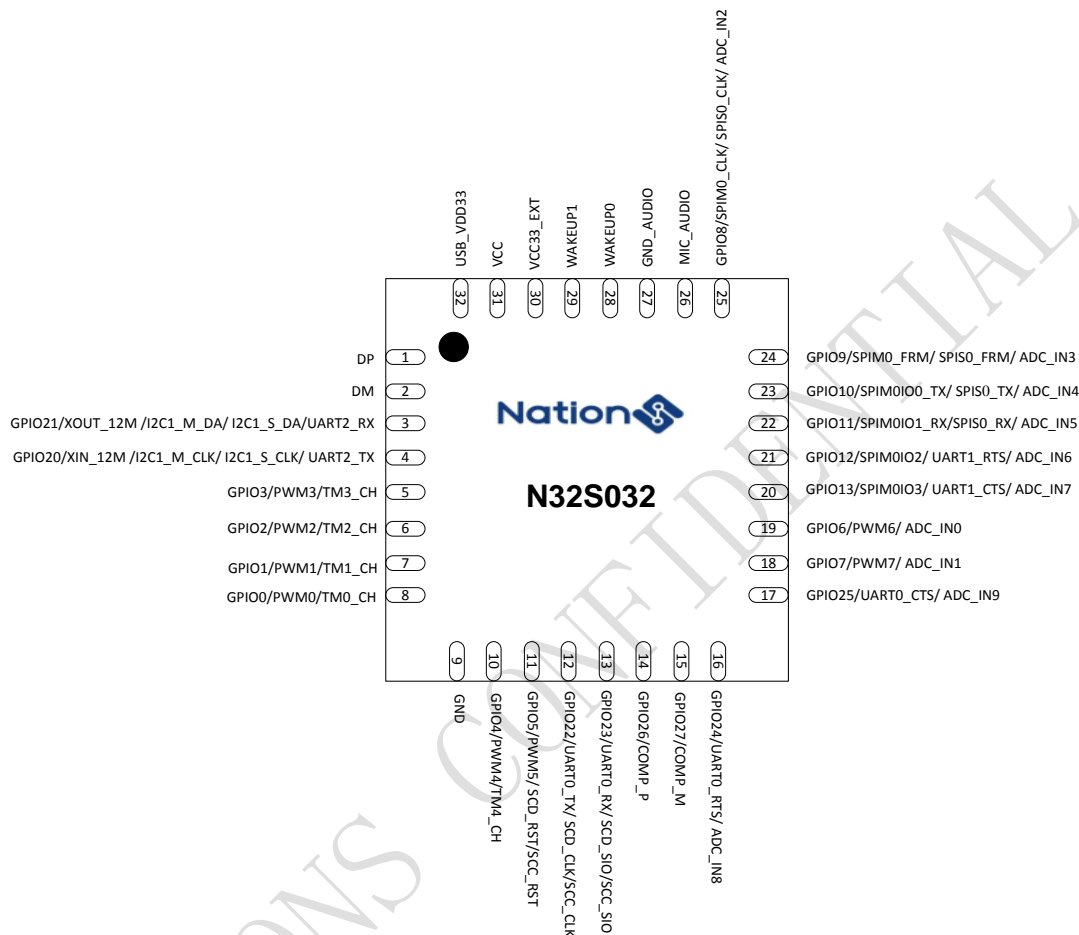 USB_VDD33
VCC
VCC33_EXT
WAKEUP1
WAKEUP0
GND_AUDIO
MIC_AUDIO
GPIO8/SPIM0_CLK/ SPIS0_CLK/ ADC_IN2
32
31
30
29
28
27
26
25
DP
1
DM
2
GPIO21/XOUT_12M /I2C1_M_DA/ I2C1_S_DA/UART2_RX
3
GPIO20/XIN_12M /I2C1_M_CLK/ I2C1_S_CLK/ UART2_TX
4
GPIO3/PWM3/TM3_CH
5
GPIO2/PWM2/TM2_CH
6
GPIO1/PWM1/TM1_CH
7
GPIO0/PWM0/TM0_CH
8
Nation
N32S032
24
GPIO9/SPIM0_FRM/ SPIS0_FRM/ ADC_IN3
23
GPIO10/SPIM0IO0_TX/ SPIS0_TX/ ADC_IN4
22
GPIO11/SPIM0IO1_RX/SPIS0_RX/ ADC_IN5
21
GPIO12/SPIM0IO2/ UART1_RTS/ ADC_IN6
20
GPIO13/SPIM0IO3/ UART1_CTS/ ADC_IN7
19
GPIO6/PWM6/ ADC_IN0
18
GPIO7/PWM7/ ADC_IN1
17
GPIO25/UART0_CTS/ ADC_IN9
9
10
11
12
13
14
15
16
GND
GPIO4/PWM4/TM4_CH
GPIO5/PWM5/ SCD_RST/SCC_RST
GPIO22/UART0_TX/ SCD_CLK/SCC_CLK
GPIO23/UART0_RX/ SCD_SIO/SCC_SIO
GPIO26/COMP_P
GPIO27/COMP_M
GPIO24/UART0_RTS/ ADC_IN8
IONS CONFIDENTIAL